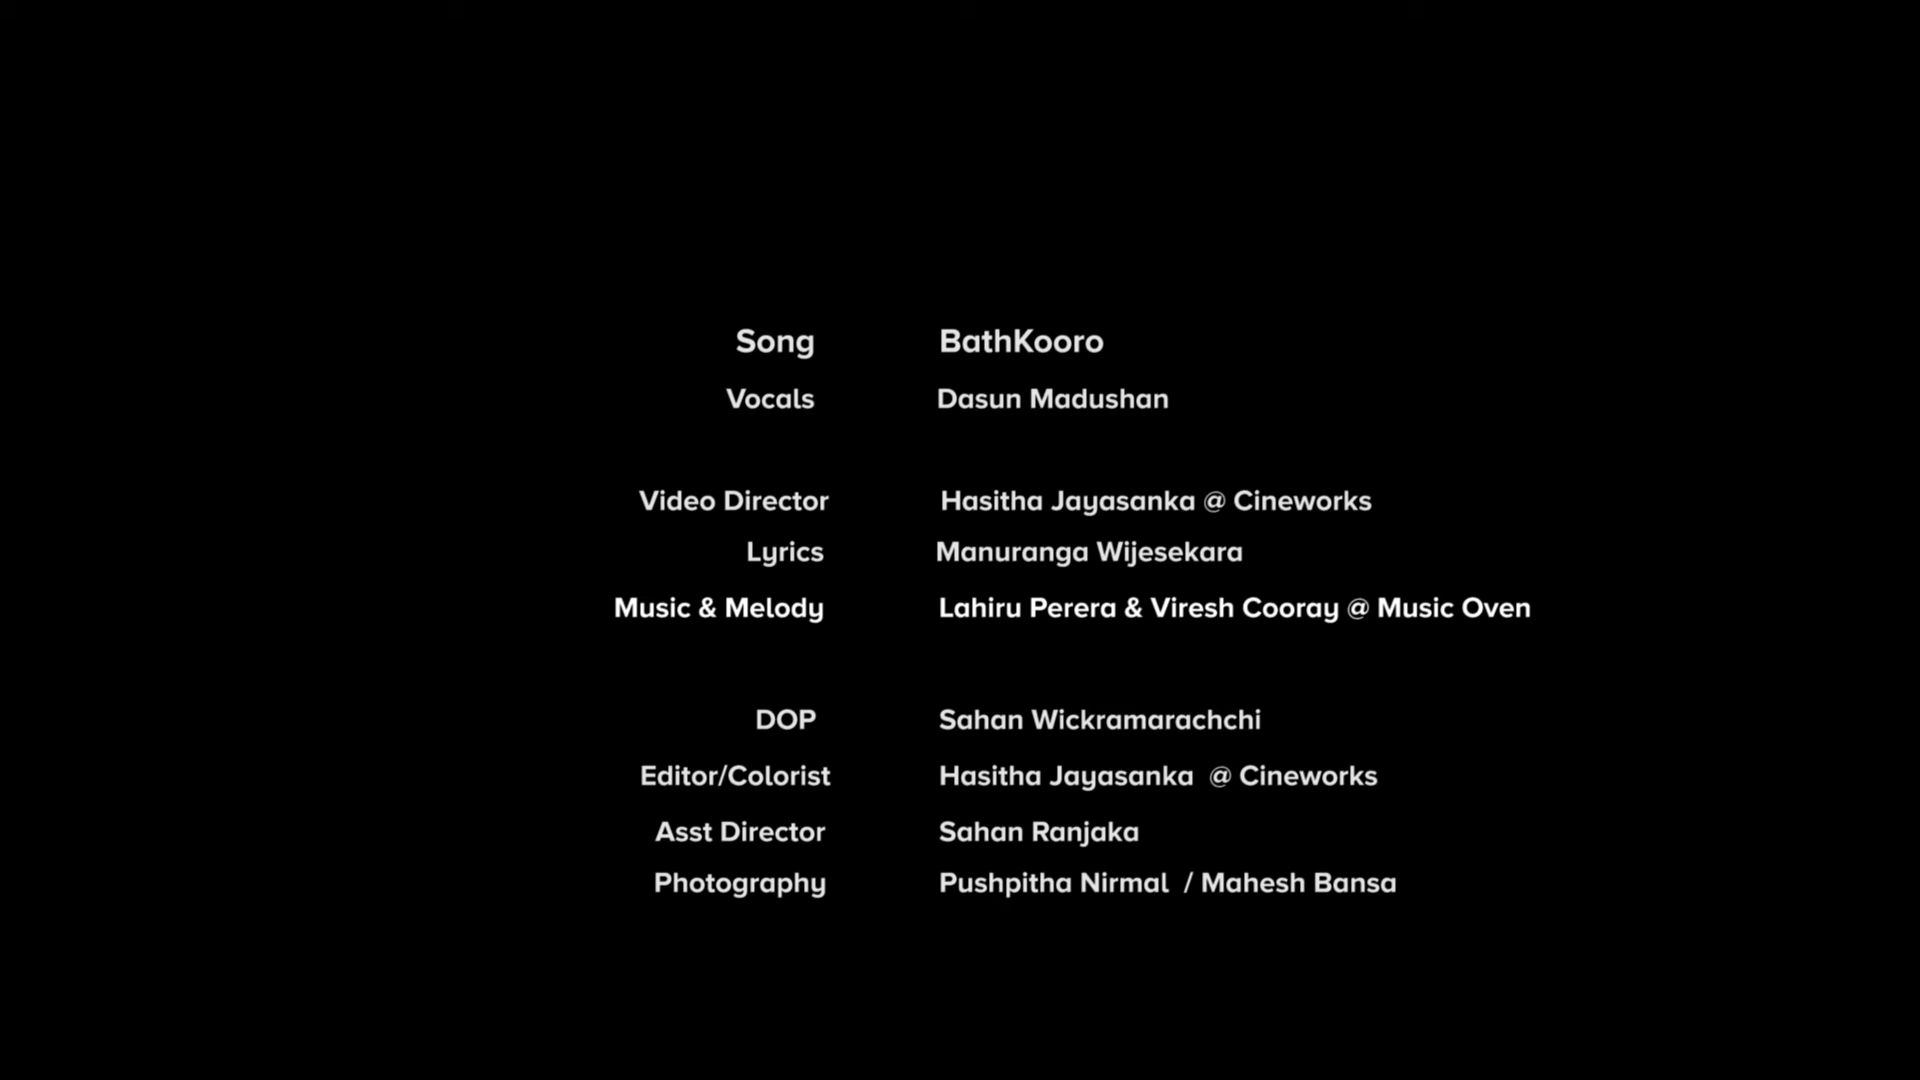 Song BathKooro
Vocals Dasun Madushan
Video Director Hasitha Jayasanka @ Cineworks
Lyrics Manuranga Wijesekara
Music & Melody Lahiru Perera & Viresh Cooray @ Music Oven
DOP Sahan Wickramarachchi
Editor/Colorist Hasitha Jayasanka @ Cineworks
Asst Director Sahan Ranjaka
Photography Pushpitha Nirmal / Mahesh Bansa